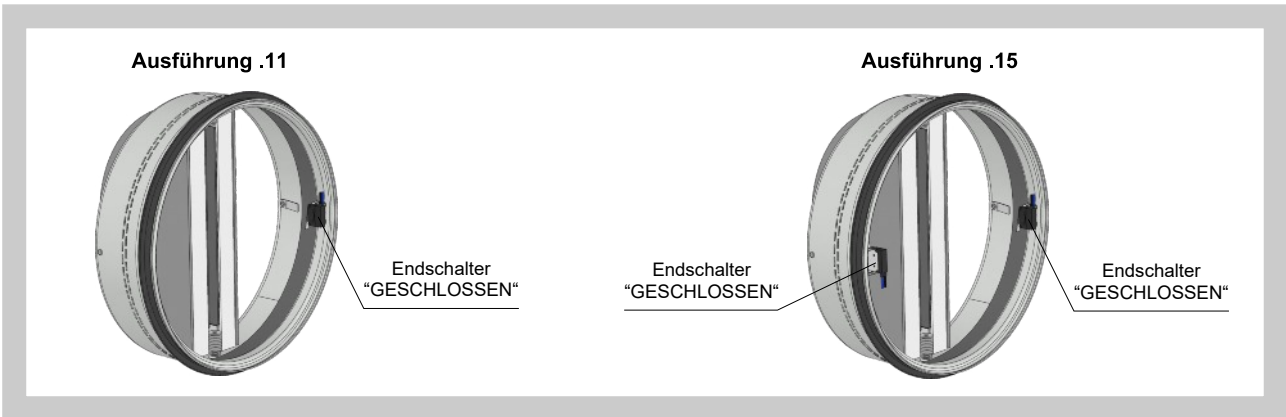 Ausführung .11
Endschalter
“GESCHLOSSEN“
Ausführung .15
Endschalter
“GESCHLOSSEN“
Endschalter
“GESCHLOSSEN“